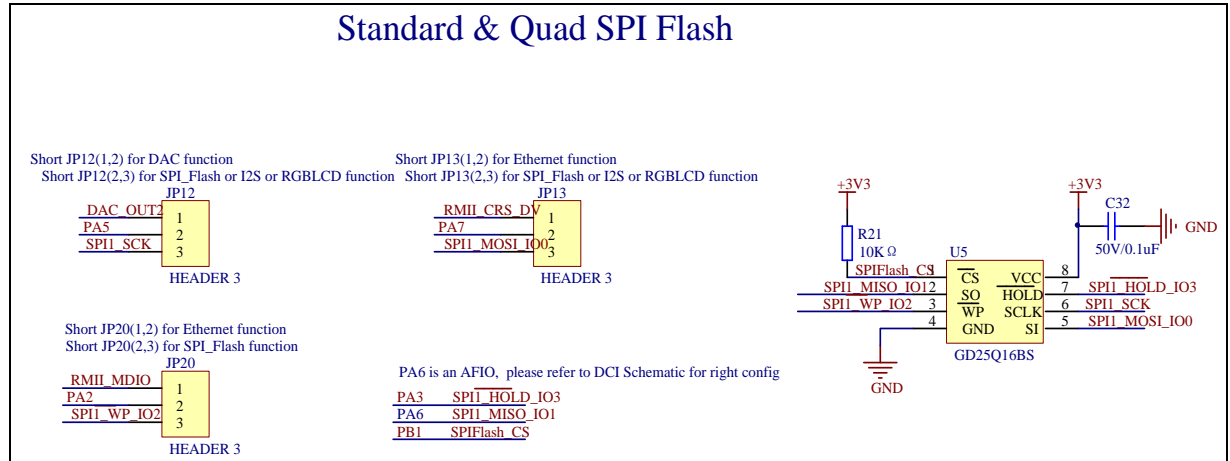 Standard & Quad SPI Flash
Short JP12(1,2) for DAC function
Short JP12(2,3) for SPI_Flash or I2S or RGBLCD function
JP12
DAC_OUT2 1
PA5 2
SPI1_SCK 3
HEADER 3
Short JP13(1,2) for Ethernet function
Short JP13(2,3) for SPI_Flash or I2S or RGBLCD function
JP13
RMII_CRS_DV 1
PA7 2
SPI1_MOSI_IO0 3
HEADER 3
+3V3
R21
10KΩ
+3V3
C32
50V/0.1uF
GND
U5
SPIFlash_CS 1 CS VCC 8
SPI1_MISO_IO1 2 SO HOLD 7 SPI1_HOLD_IO3
SPI1_WP_IO2 3 WP SCLK 6 SPI1_SCK
4 GND SI 5 SPI1_MOSI_IO0
GD25Q16BS
GND
Short JP20(1,2) for Ethernet function
Short JP20(2,3) for SPI_Flash function
JP20
RMII_MDIO 1
PA2 2
SPI1_WP_IO2 3
HEADER 3
PA6 is an AFIO, please refer to DCI Schematic for right config
PA3 SPI1_HOLD_IO3
PA6 SPI1_MISO_IO1
PB1 SPIFlash_CS